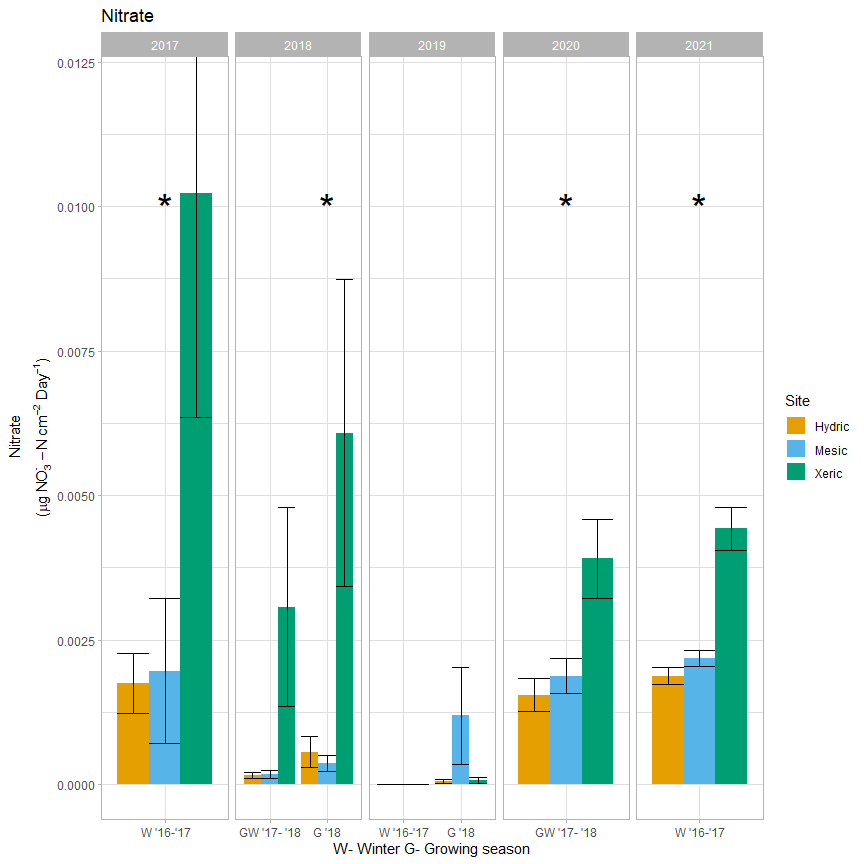 Nitrate
2017 2018 2019 2020 2021
0.0125
0.0100
0.0075
0.0050
0.0025
0.0000
* * * *
Nitrate
(µg NO₃⁻ – N cm⁻² Day⁻¹)
W '16-'17 GW '17- '18 G '18 W '16-'17 G '18 GW '17- '18 W '16-'17
W- Winter G- Growing season
Site
Hydric
Mesic
Xeric